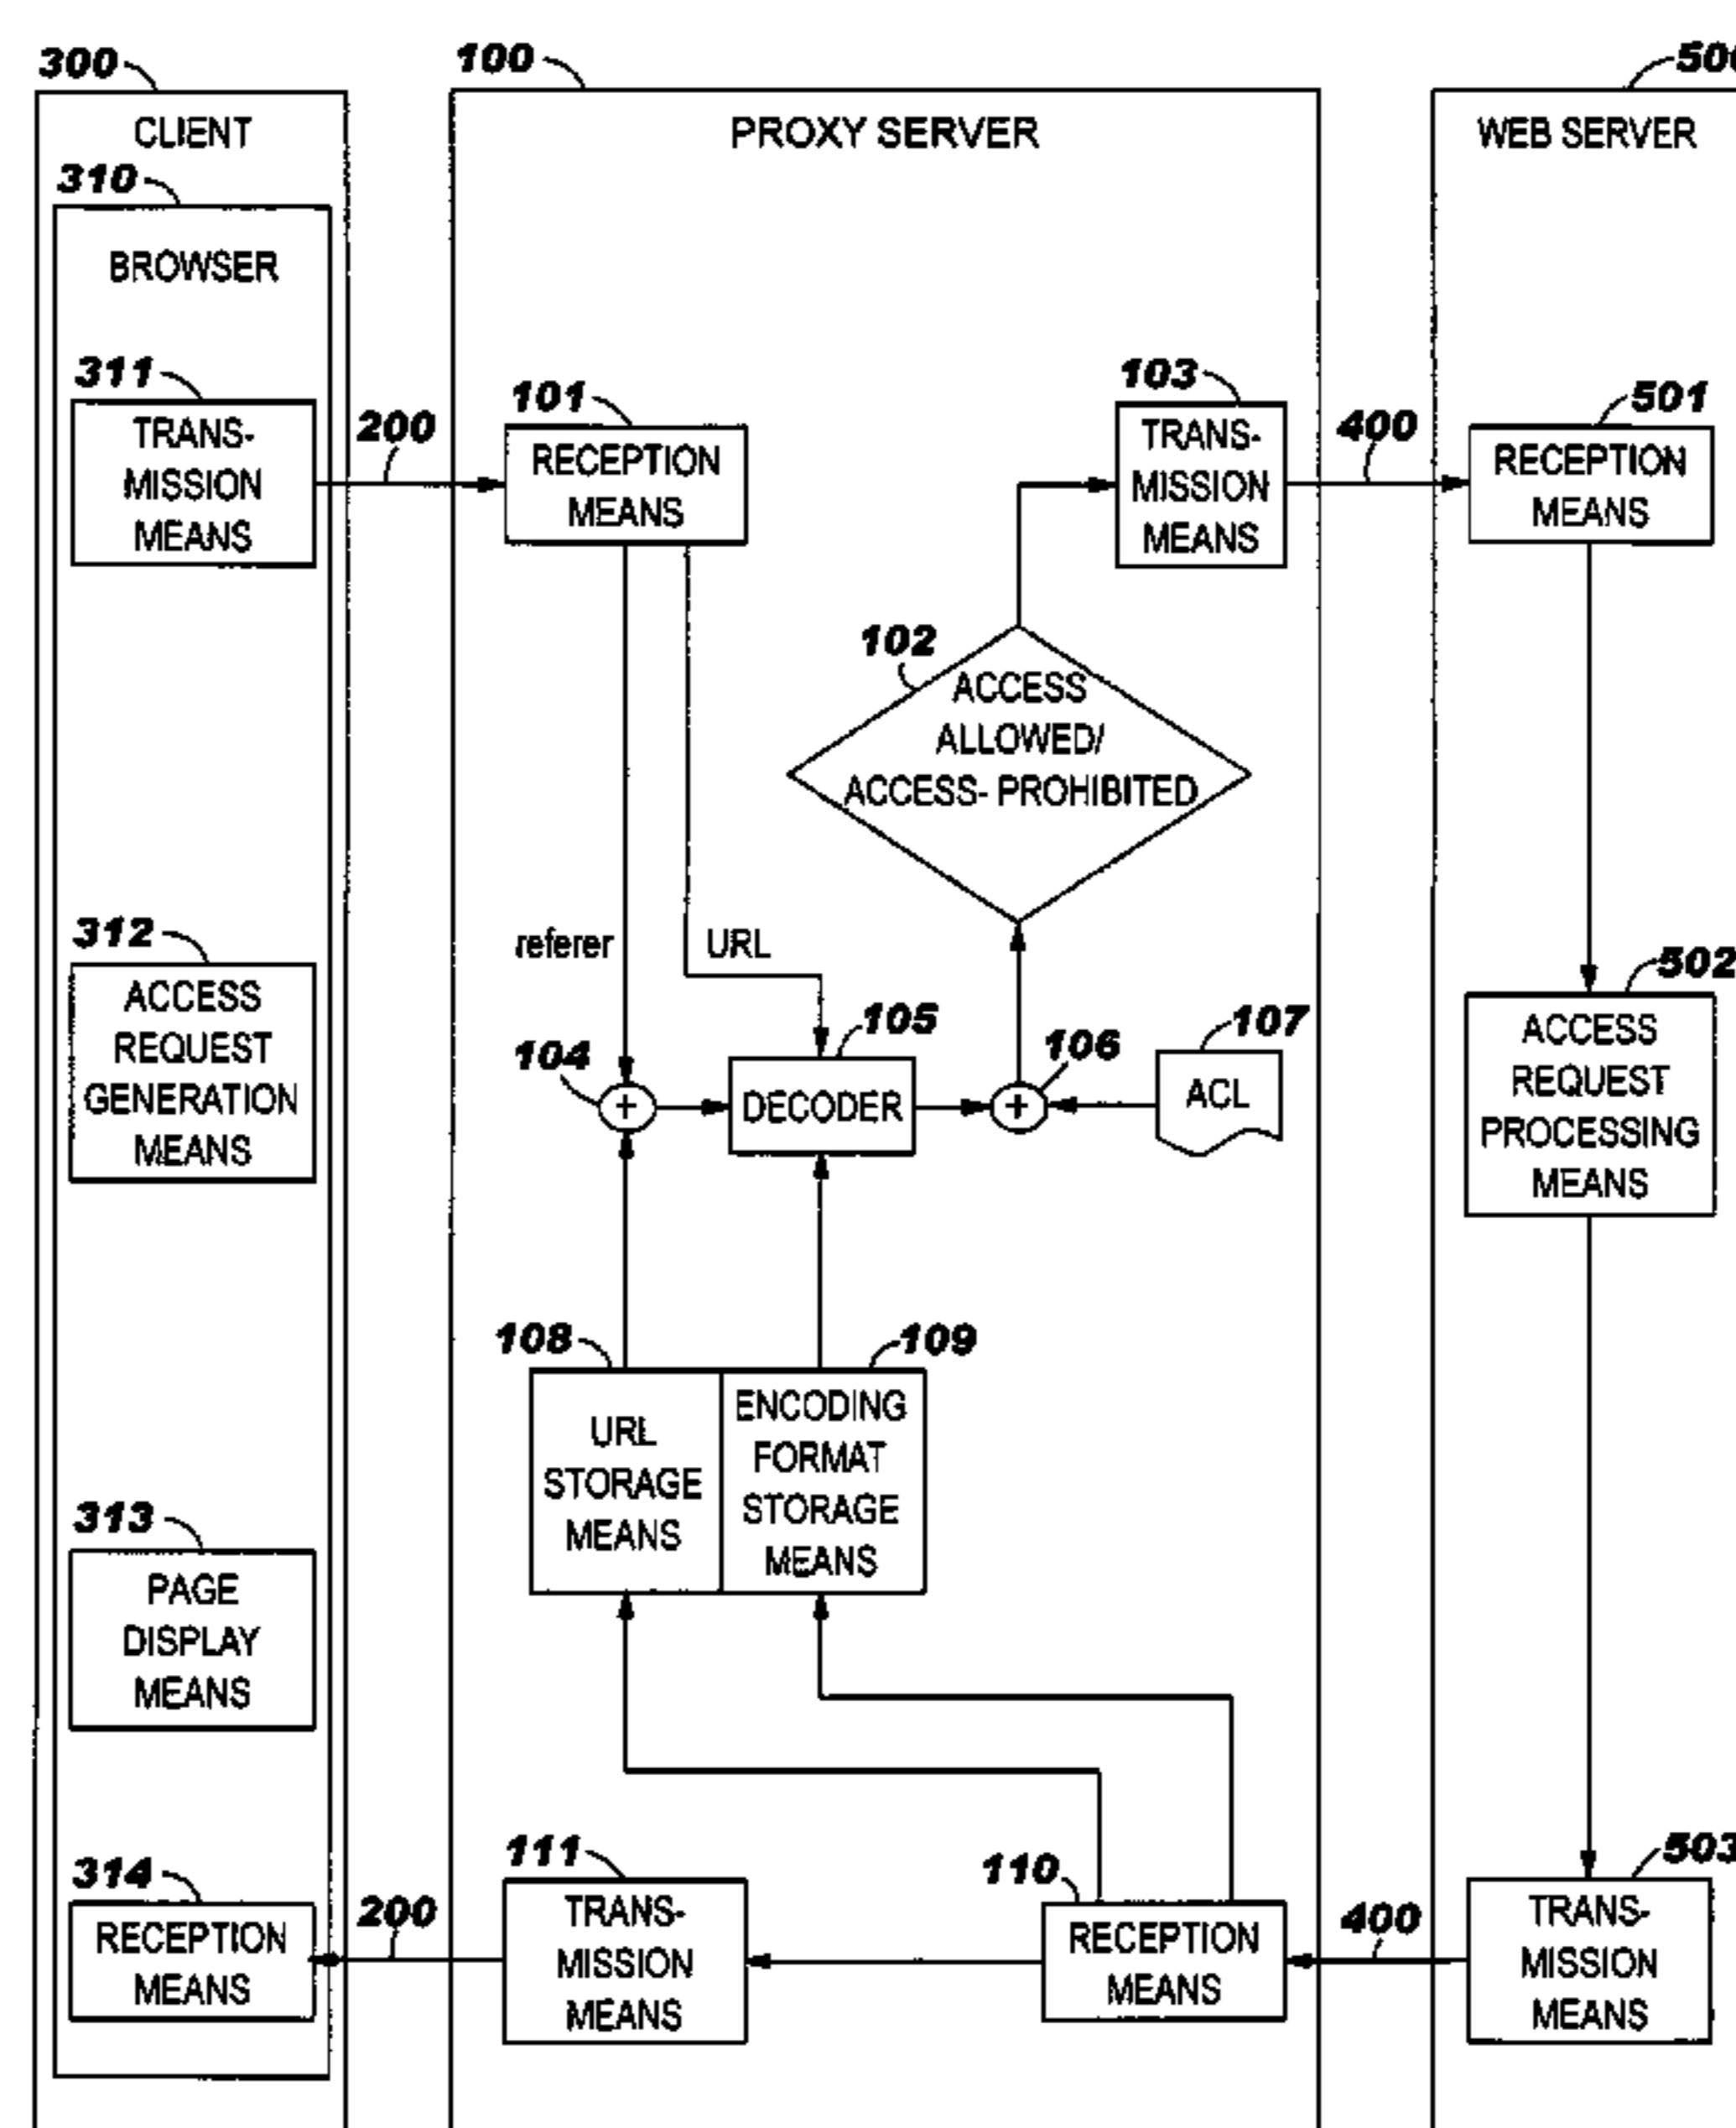 300
CLIENT
310
BROWSER
311
TRANS-
MISSION
MEANS
200
312
ACCESS
REQUEST
GENERATION
MEANS
313
PAGE
DISPLAY
MEANS
314
RECEPTION
MEANS
200
100
PROXY SERVER
101
RECEPTION
MEANS
103
TRANS-
MISSION
MEANS
400
102
ACCESS
ALLOWED/
ACCESS- PROHIBITED
referer
URL
104
+
105
DECODER
106
+
107
ACL
108
URL
STORAGE
MEANS
109
ENCODING
FORMAT
STORAGE
MEANS
111
TRANS-
MISSION
MEANS
110
RECEPTION
MEANS
400
WEB SERVER
501
RECEPTION
MEANS
502
ACCESS
REQUEST
PROCESSING
MEANS
503
TRANS-
MISSION
MEANS